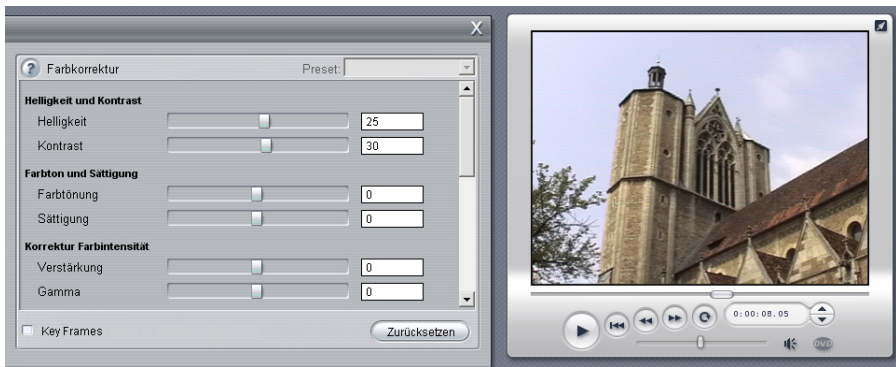 X
? Farbkorrektur Preset:
Helligkeit und Kontrast
Helligkeit 25
Kontrast 30
Farbton und Sättigung
Farbtönung 0
Sättigung 0
Korrektur Farbintensität
Verstärkung 0
Gamma 0
Key Frames Zurücksetzen
0:00:08.05
DVD